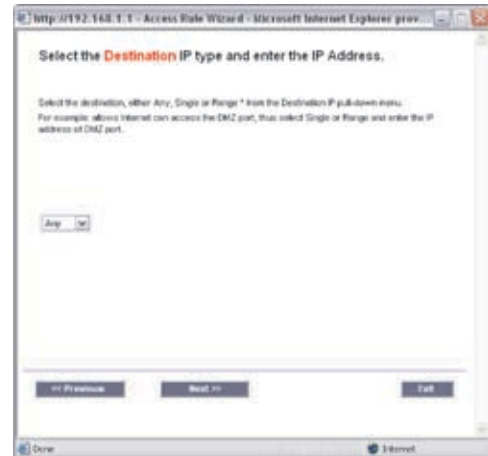 http://192.168.1.1 - Access Rule Wizard - Microsoft Internet Explorer prov...
Select the Destination IP type and enter the IP Address.
Select the destination, either Any, Single or Range * from the Destination IP pull-down menu.
For example: allows Internet can access the DMZ port, thus select Single or Range and enter the IP
address of DMZ port.
Any
<< Previous
Next >>
Exit
Done
Internet